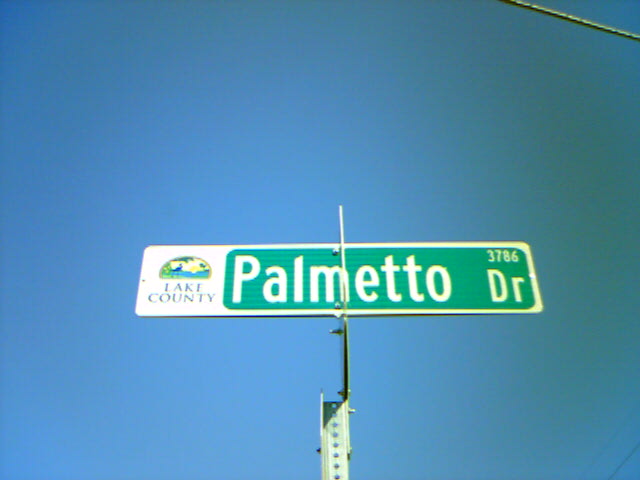 LAKE
COUNTY
Palmetto Dr
3786